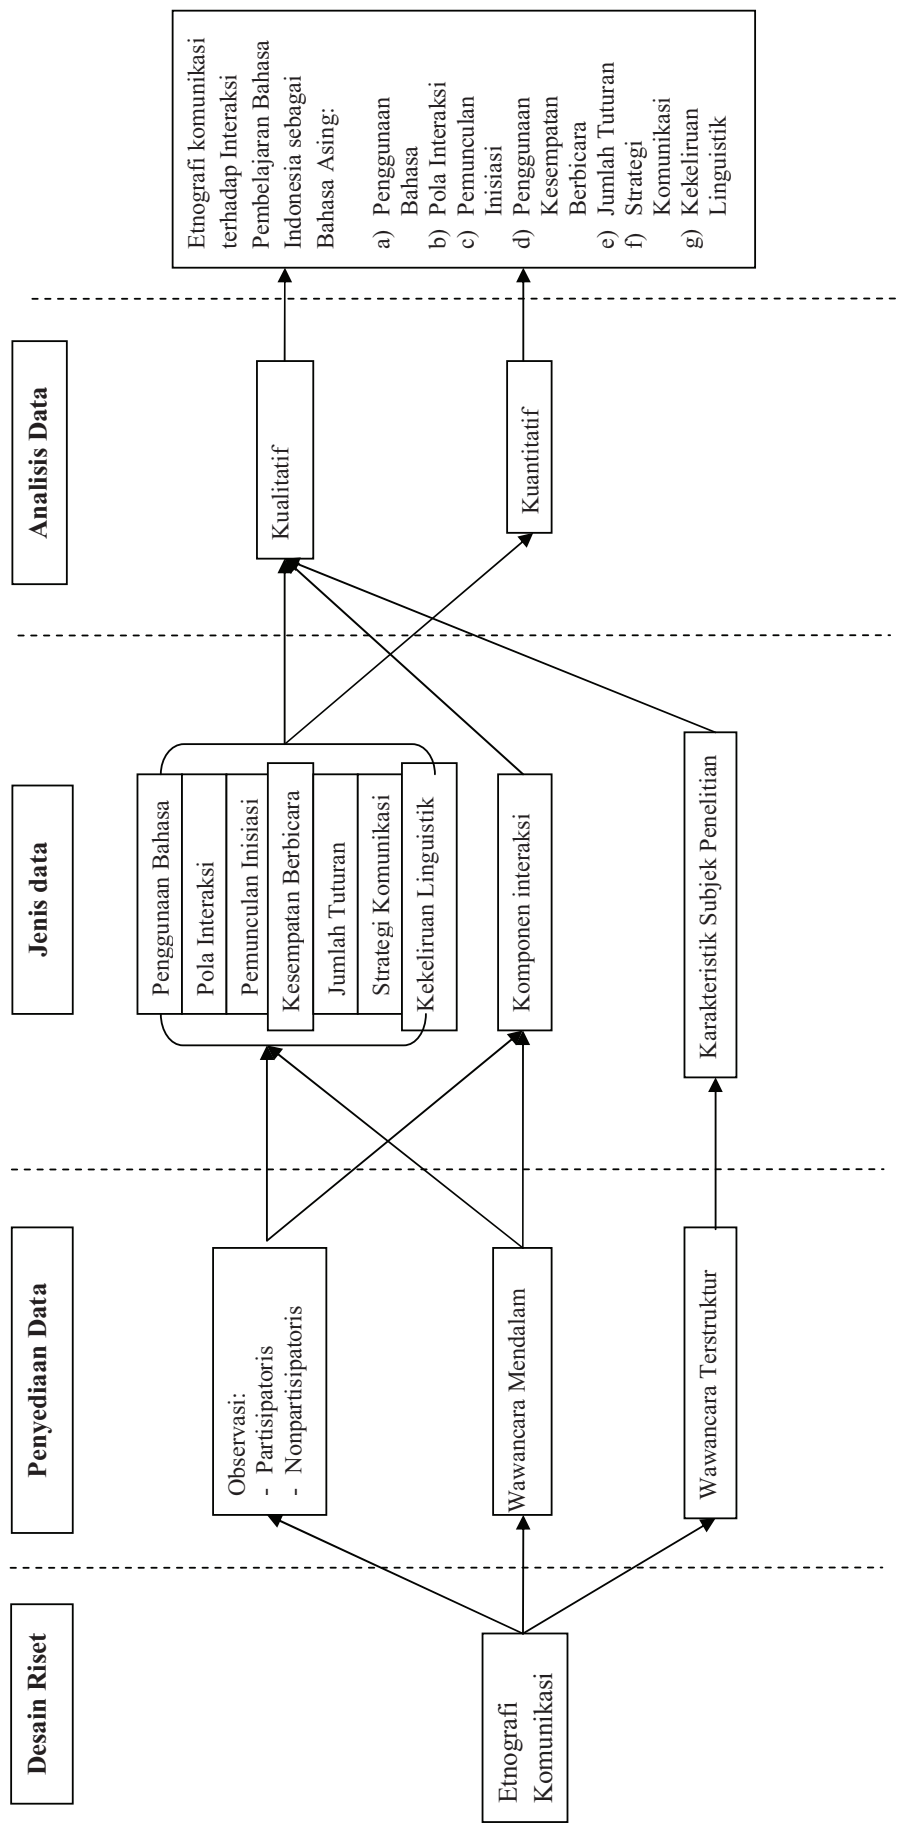 Desain Riset
Penyediaan Data
Jenis data
Analisis Data
Etnografi
Komunikasi
Observasi:
- Partisipatoris
- Nonpartisipatoris
Wawancara Mendalam
Wawancara Terstruktur
Penggunaan Bahasa
Pola Interaksi
Pemunculan Inisiasi
Kesempatan Berbicara
Jumlah Tuturan
Strategi Komunikasi
Kekeliruan Linguistik
Komponen interaksi
Karakteristik Subjek Penelitian
Kualitatif
Kuantitatif
Etnografi komunikasi
terhadap Interaksi
Pembelajaran Bahasa
Indonesia sebagai
Bahasa Asing:
a) Penggunaan
Bahasa
b) Pola Interaksi
c) Pemunculan
Inisiasi
d) Penggunaan
Kesempatan
Berbicara
e) Jumlah Tuturan
f) Strategi
Komunikasi
g) Kekeliruan
Linguistik